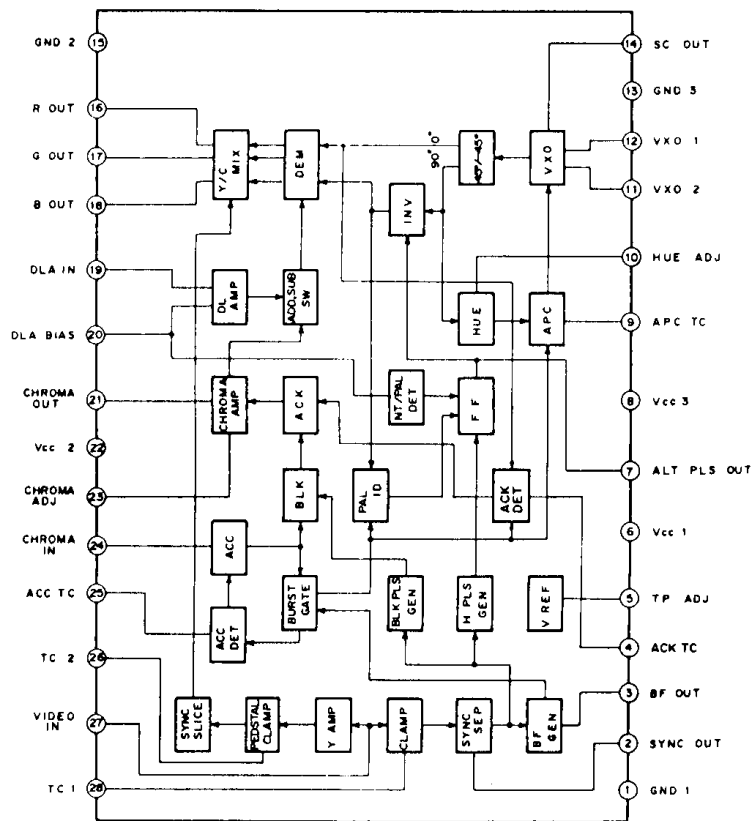 GND 2 15
14 SC OUT
13 GND 3
R OUT 16
12 VXO 1
G OUT 17
Y/C MIX
DEM
90° 0°
45°/-45°
VXO
11 VXO 2
B OUT 18
INV
10 HUE ADJ
DLA IN 19
DL AMP
ADD, SUB SW
HUE
APC
9 APC TC
DLA BIAS 20
CHROMA OUT 21
CHROMA AMP
ACK
NT/PAL DET
F F
8 Vcc 3
Vcc 2 22
7 ALT PLS OUT
CHROMA ADJ 23
BLK
PAL ID
ACK DET
6 Vcc 1
CHROMA IN 24
ACC
ACC TC 25
ACC DET
BURST GATE
BLK PLS GEN
H PLS GEN
V REF
5 TP ADJ
4 ACK TC
TC 2 26
3 BF OUT
VIDEO IN 27
SYNC SLICE
PEDSTAL CLAMP
Y AMP
CLAMP
SYNC SEP
BF GEN
2 SYNC OUT
TC 1 28
1 GND 1